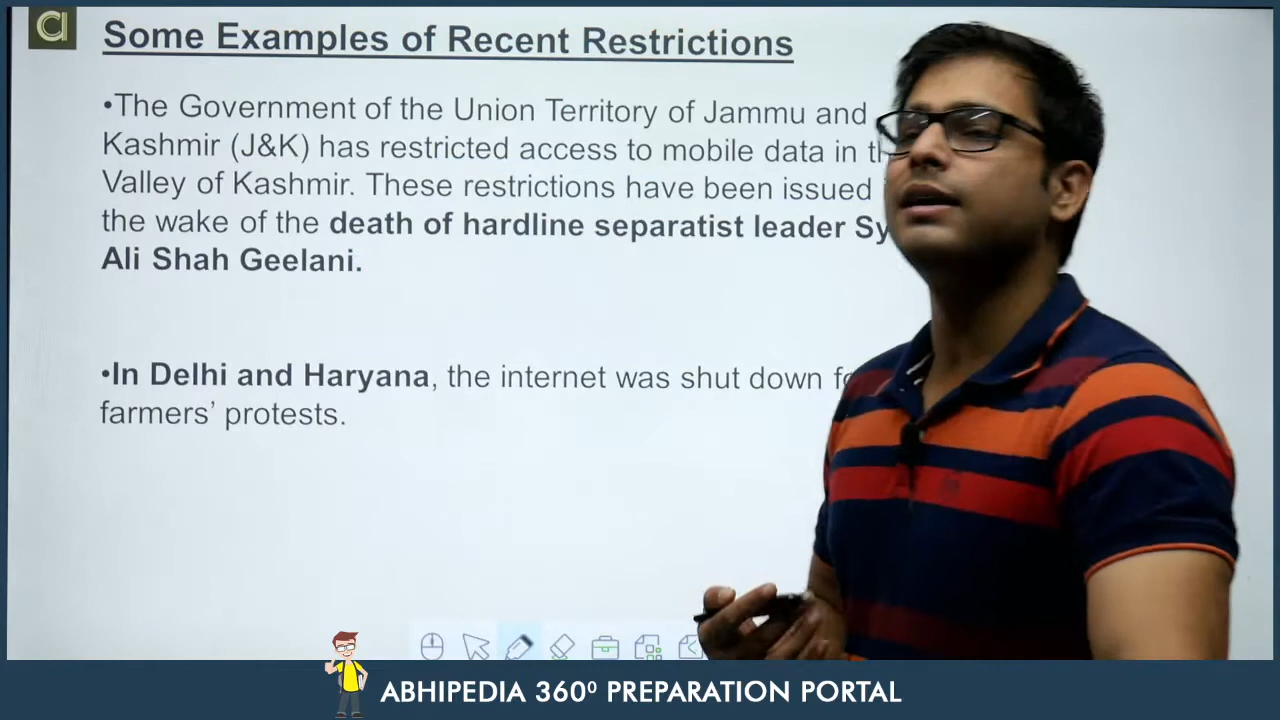 Some Examples of Recent Restrictions
•The Government of the Union Territory of Jammu and
Kashmir (J&K) has restricted access to mobile data in
Valley of Kashmir. These restrictions have been issued
the wake of the death of hardline separatist leader
Ali Shah Geelani.
•In Delhi and Haryana, the internet was shut down
farmers’ protests.
ABHIPEDIA 360⁰ PREPARATION PORTAL